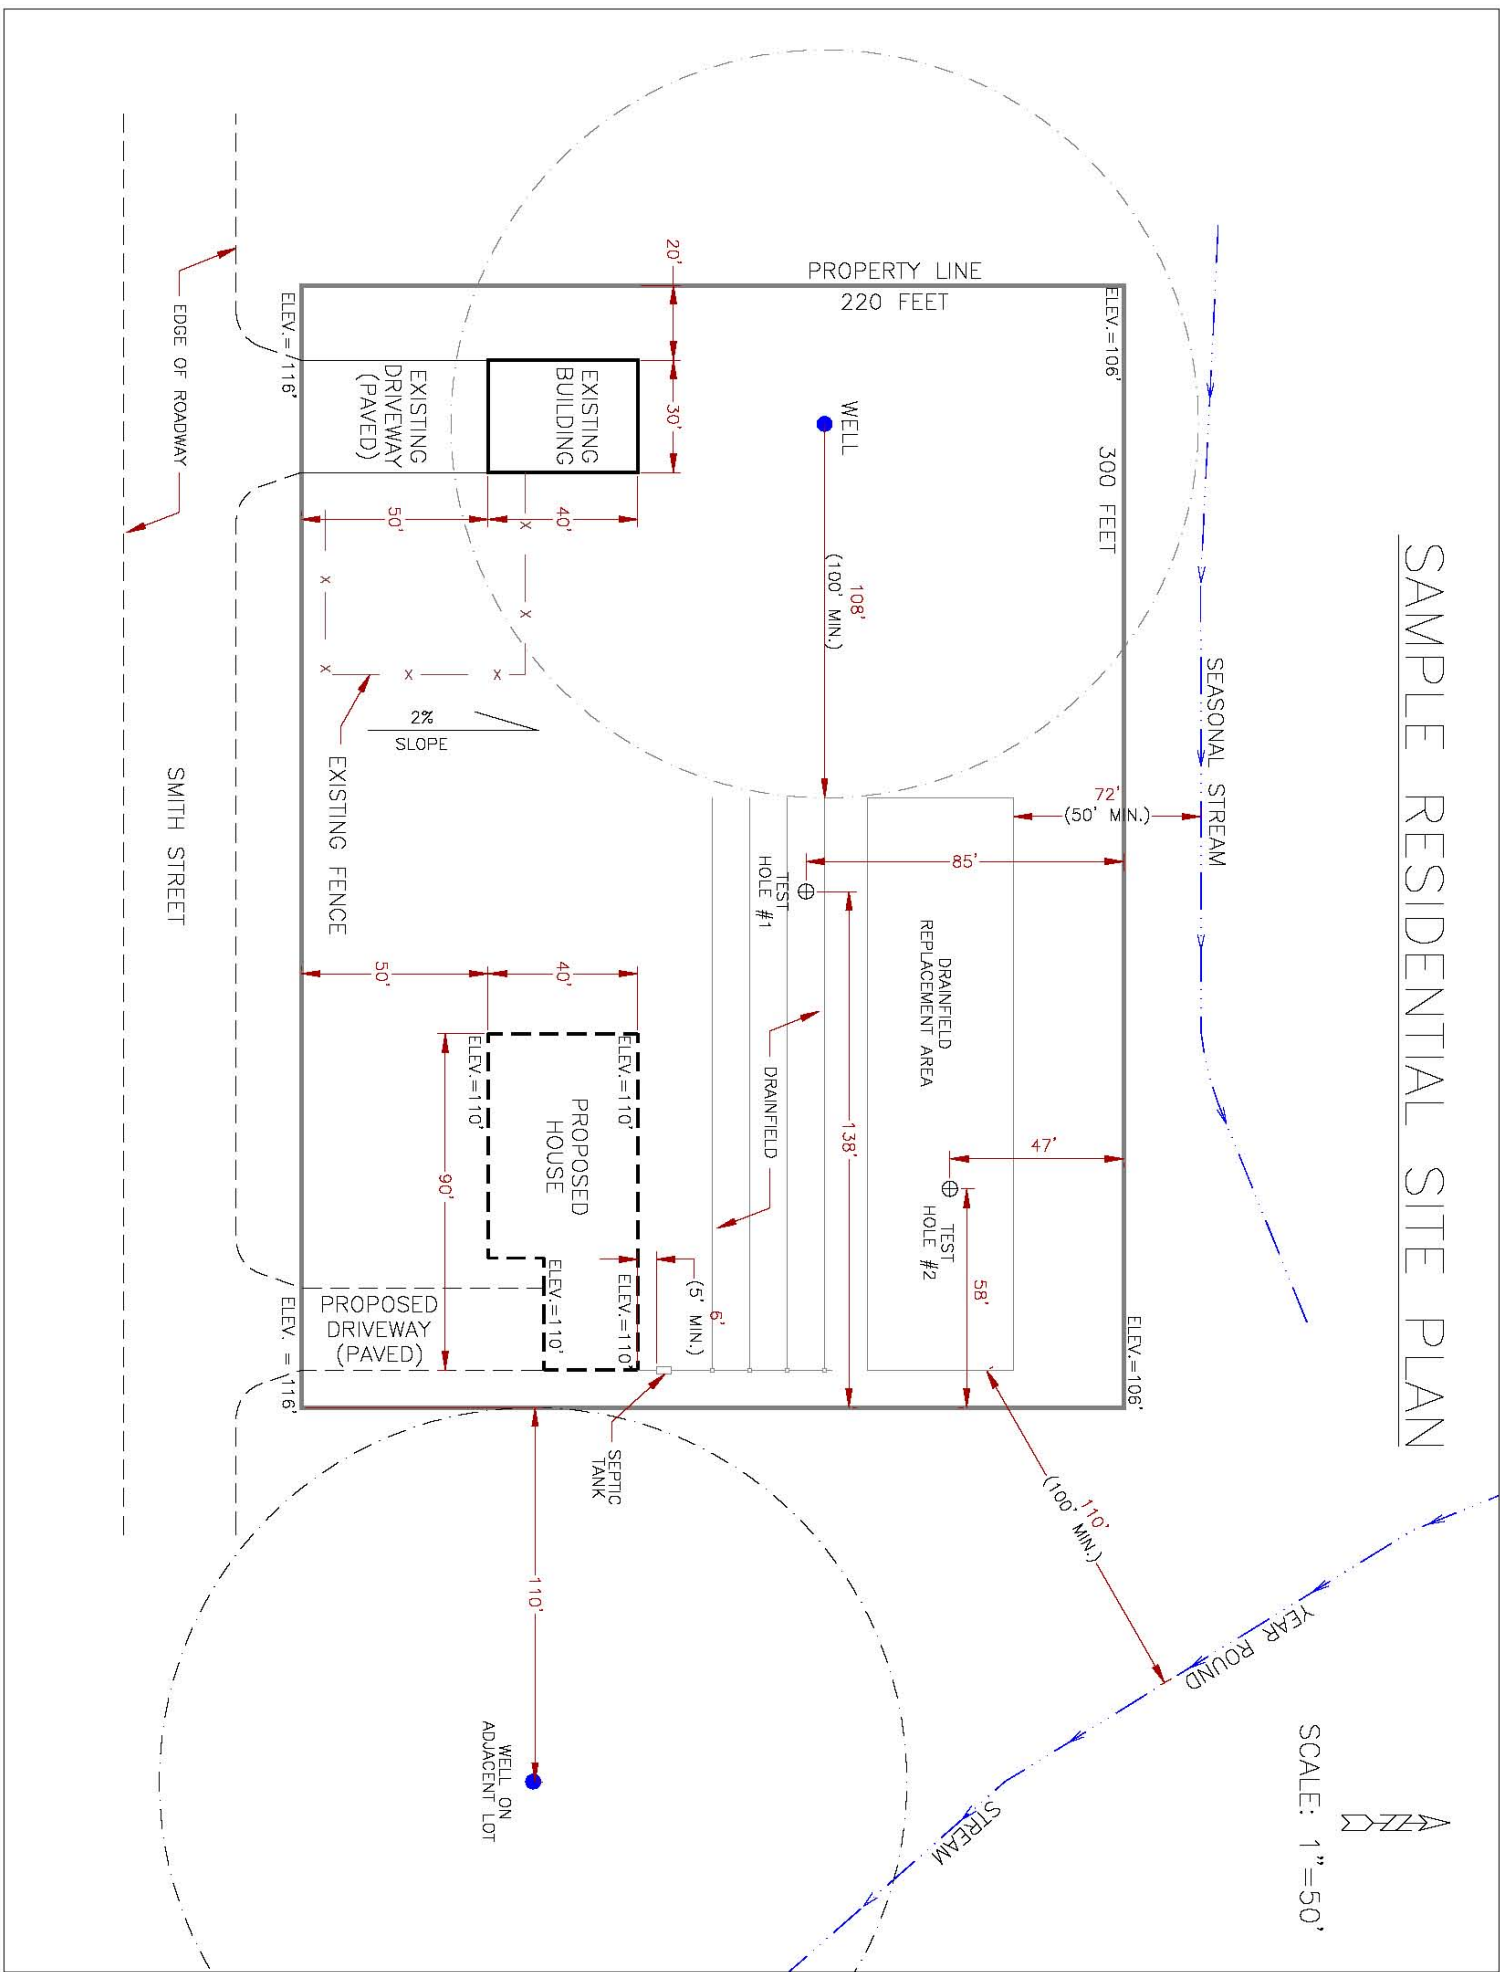 SAMPLE RESIDENTIAL SITE PLAN
SCALE: 1"=50'
SEASONAL STREAM
YEAR ROUND
STREAM
110'
(100' MIN.)
ELEV.=106'
300 FEET
ELEV.=106'
PROPERTY LINE
220 FEET
72'
(50' MIN.)
85'
47'
DRAINFIELD
REPLACEMENT AREA
TEST
HOLE #2
58'
WELL
108'
(100' MIN.)
138'
TEST
HOLE #1
DRAINFIELD
20'
30'
EXISTING
BUILDING
40'
50'
EXISTING
DRIVEWAY
(PAVED)
X
X
X
X
X
X
2%
SLOPE
EXISTING FENCE
40'
50'
ELEV.=110'
ELEV.=110'
PROPOSED
HOUSE
ELEV.=110'
ELEV.=110'
90'
6'
(5' MIN.)
SEPTIC
TANK
PROPOSED
DRIVEWAY
(PAVED)
110'
WELL ON
ADJACENT LOT
ELEV.=116'
ELEV. =116'
EDGE OF ROADWAY
SMITH STREET